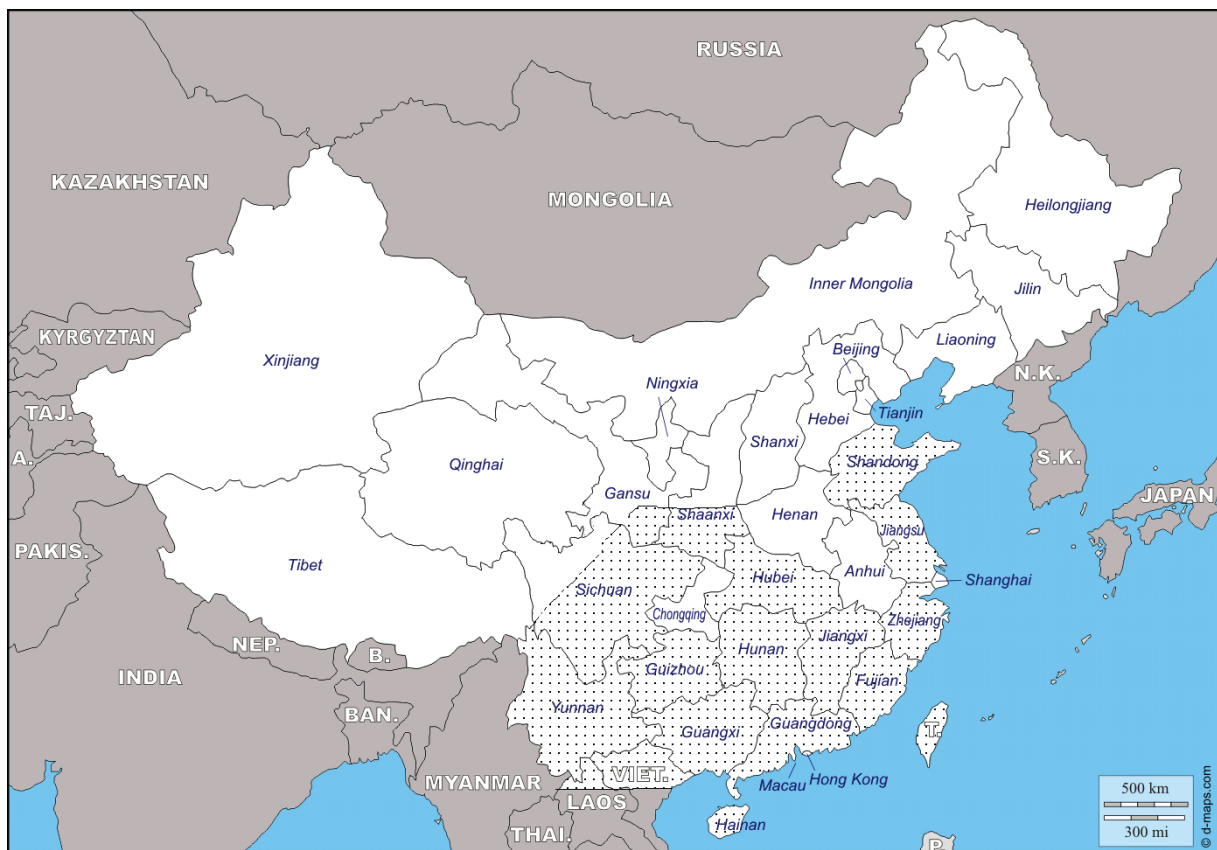 RUSSIA
KAZAKHSTAN
MONGOLIA
Heilongjiang
Inner Mongolia
Jilin
KYRGYZTAN
Xinjiang
Beijing
Liaoning
Ningxia
N.K.
TAJ.
Tianjin
Hebei
Shanxi
A.
Qinghai
Shandong
S.K.
Gansu
JAPAN
Shaanxi
Henan
Jiangsu
PAKIS.
Tibet
Anhui
Hubei
Shanghai
Sichuan
Chongqing
Zhejiang
NEP.
B.
Jiangxi
Hunan
Guizhou
INDIA
Fujian
BAN.
Yunnan
Guangdong
Guangxi
T.
VIET.
MYANMAR
Macau
Hong Kong
LAOS
500 km
Hainan
THAI.
300 mi
P.
© d-maps.com